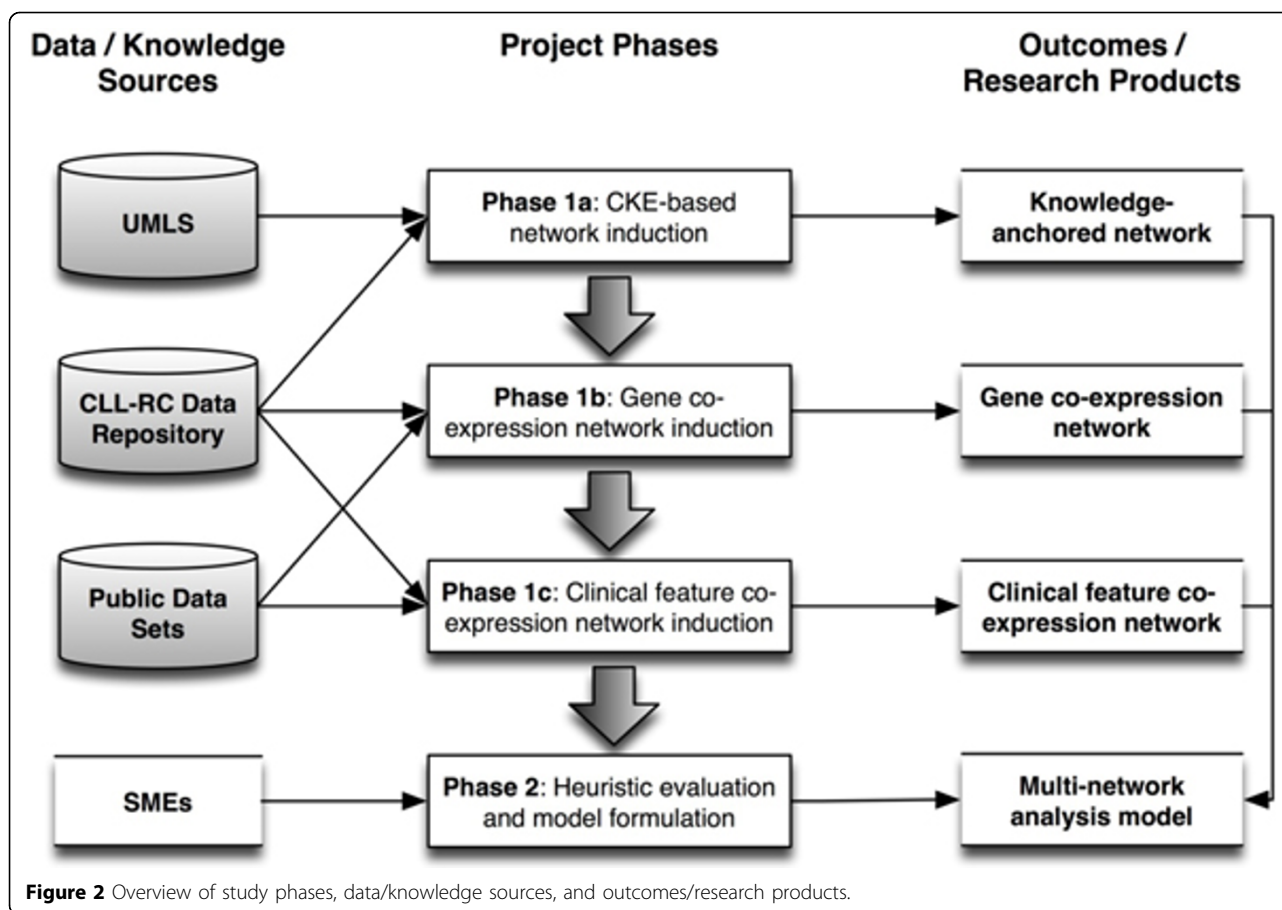 Data / Knowledge
Sources
Project Phases
Outcomes /
Research Products
UMLS
Phase 1a: CKE-based
network induction
Knowledge-
anchored network
CLL-RC Data
Repository
Phase 1b: Gene co-
expression network induction
Gene co-expression
network
Public Data
Sets
Phase 1c: Clinical feature co-
expression network induction
Clinical feature co-
expression network
SMEs
Phase 2: Heuristic evaluation
and model formulation
Multi-network
analysis model
Figure 2 Overview of study phases, data/knowledge sources, and outcomes/research products.